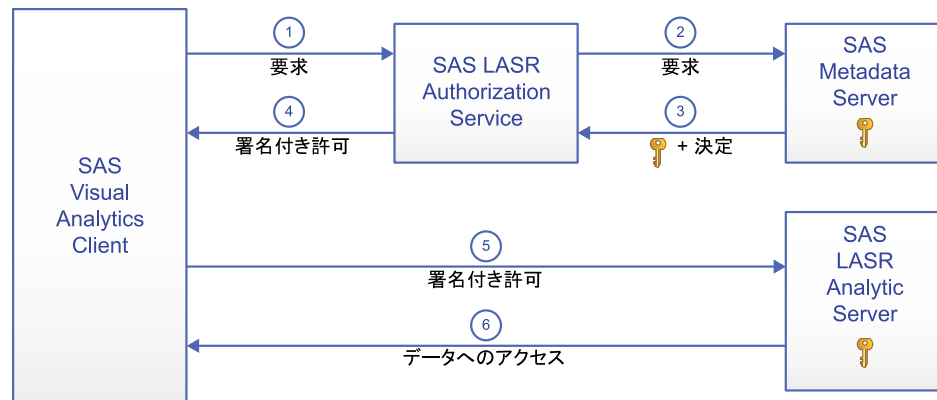 SAS
Visual
Analytics
Client
1
要求
SAS LASR
Authorization
Service
2
要求
SAS
Metadata
Server
3
+ 決定
4
署名付き許可
5
署名付き許可
SAS
LASR
Analytic
Server
6
データへのアクセス